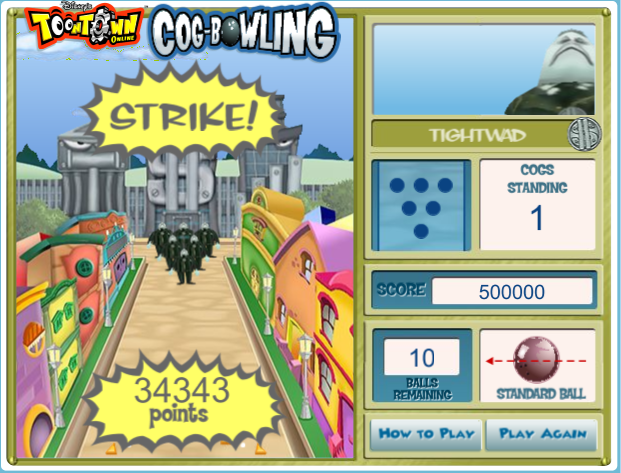 Disney's
TOONTOWN
ONLINE
COG-BOWLING
STRIKE!
TIGHTWAD
COGS
STANDING
1
SCORE 500000
34343
points
10
BALLS
REMAINING
STANDARD BALL
HOW TO PLAY
PLAY AGAIN